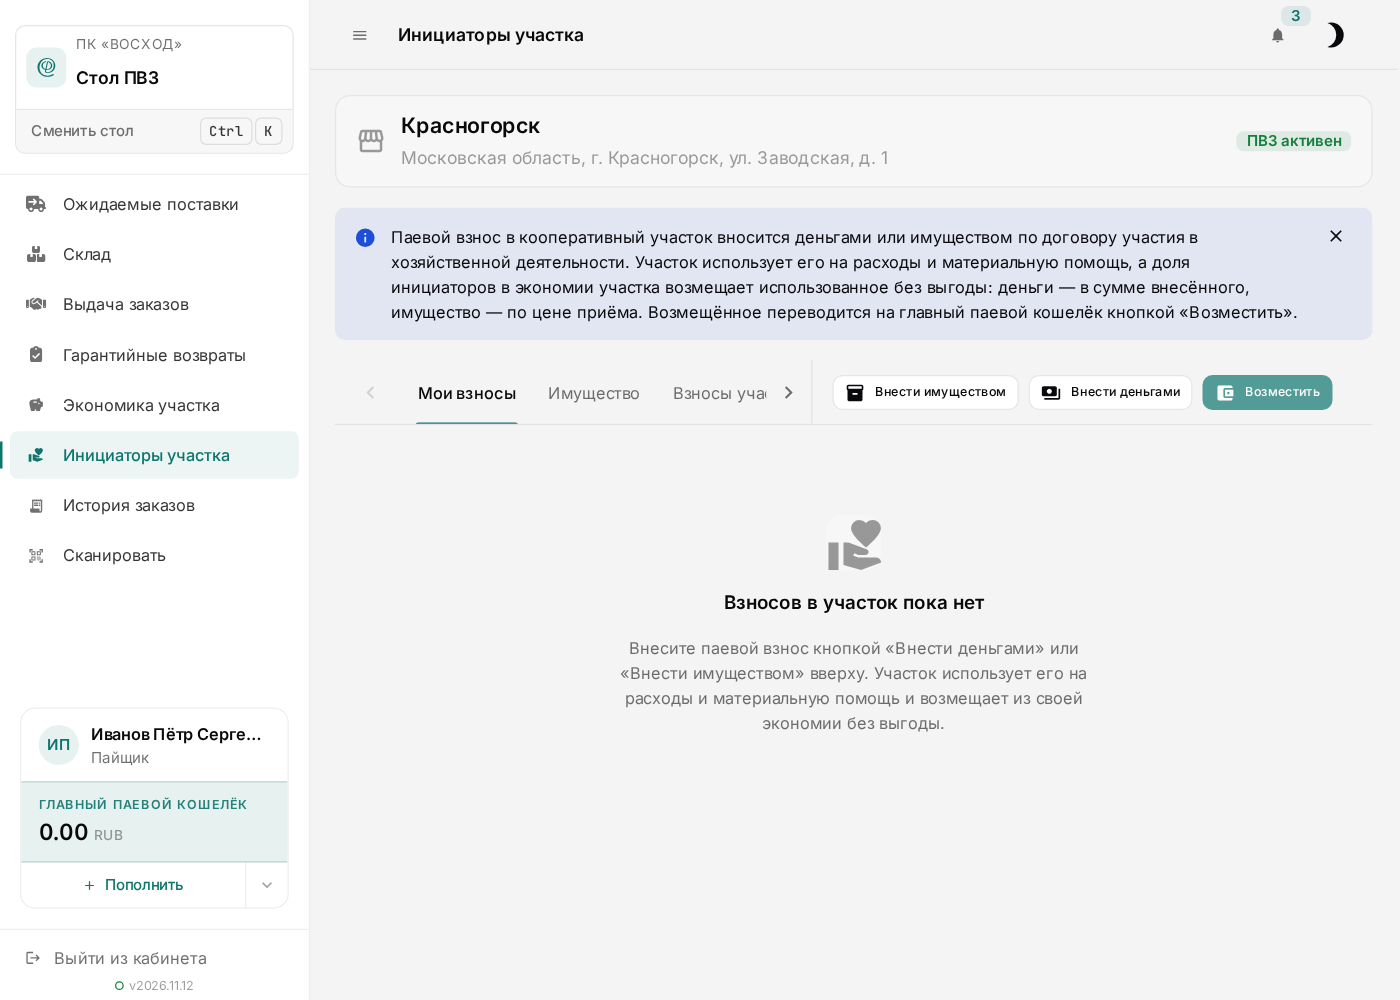 ПК «ВОСХОД»
Стол ПВЗ
Сменить стол
Ctrl K
Ожидаемые поставки
Склад
Выдача заказов
Гарантийные возвраты
Экономика участка
Инициаторы участка
История заказов
Сканировать
ИП
Иванов Пётр Серге...
Пайщик
ГЛАВНЫЙ ПАЕВОЙ КОШЕЛЁК
0.00 RUB
+ Пополнить
Выйти из кабинета
v2026.11.12
Инициаторы участка
3
Красногорск
Московская область, г. Красногорск, ул. Заводская, д. 1
ПВЗ активен
Паевой взнос в кооперативный участок вносится деньгами или имуществом по договору участия в
хозяйственной деятельности. Участок использует его на расходы и материальную помощь, а доля
инициаторов в экономии участка возмещает использованное без выгоды: деньги — в сумме внесённого,
имущество — по цене приёма. Возмещённое переводится на главный паевой кошелёк кнопкой «Возместить».
Мои взносы
Имущество
Взносы учас
Внести имуществом
Внести деньгами
Возместить
Взносов в участок пока нет
Внесите паевой взнос кнопкой «Внести деньгами» или
«Внести имуществом» вверху. Участок использует его на
расходы и материальную помощь и возмещает из своей
экономии без выгоды.